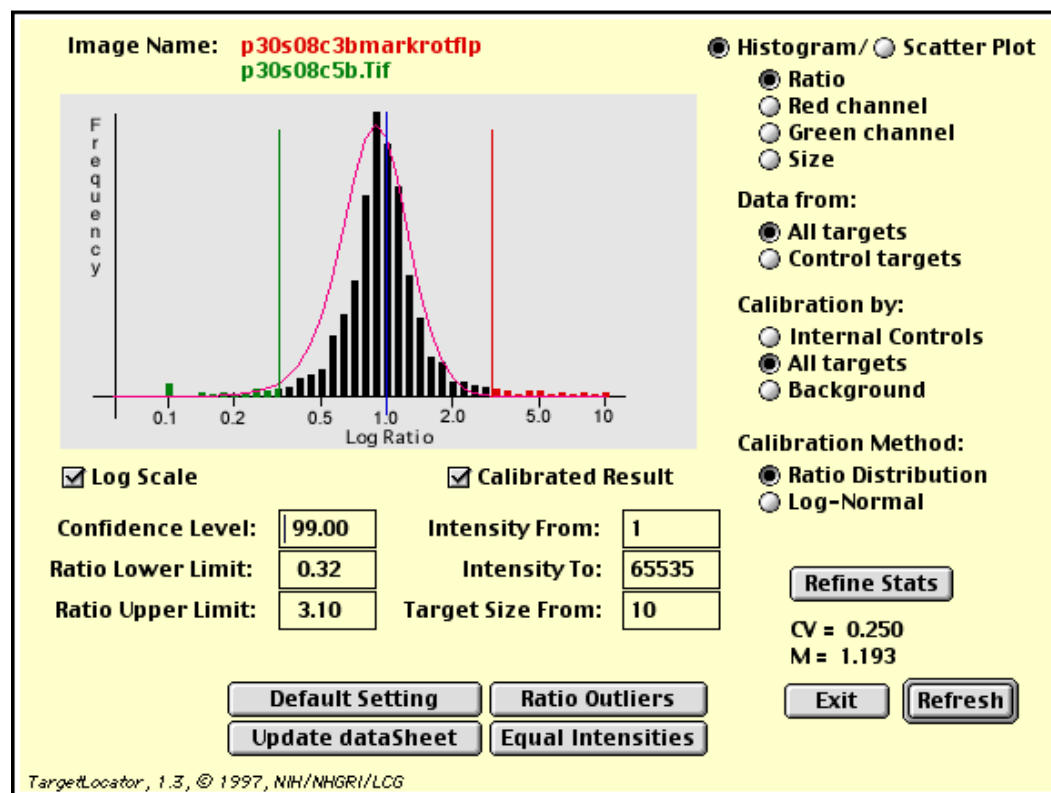 Image Name: p30s08c3bmarkrotflp
p30s08c5b.Tif
Histogram/ Scatter Plot
Ratio
Red channel
Green channel
Size
Data from:
All targets
Control targets
Calibration by:
Internal Controls
All targets
Background
Calibration Method:
Ratio Distribution
Log-Normal
Frequency
0.1 0.2 0.5 1.0 2.0 5.0 10
Log Ratio
Log Scale Calibrated Result
Confidence Level: 99.00 Intensity From: 1
Ratio Lower Limit: 0.32 Intensity To: 65535
Ratio Upper Limit: 3.10 Target Size From: 10
Refine Stats
CV = 0.250
M = 1.193
Default Setting Ratio Outliers Exit Refresh
Update dataSheet Equal Intensities
TargetLocator, 1.3, © 1997, NIH/NHGRI/LCG